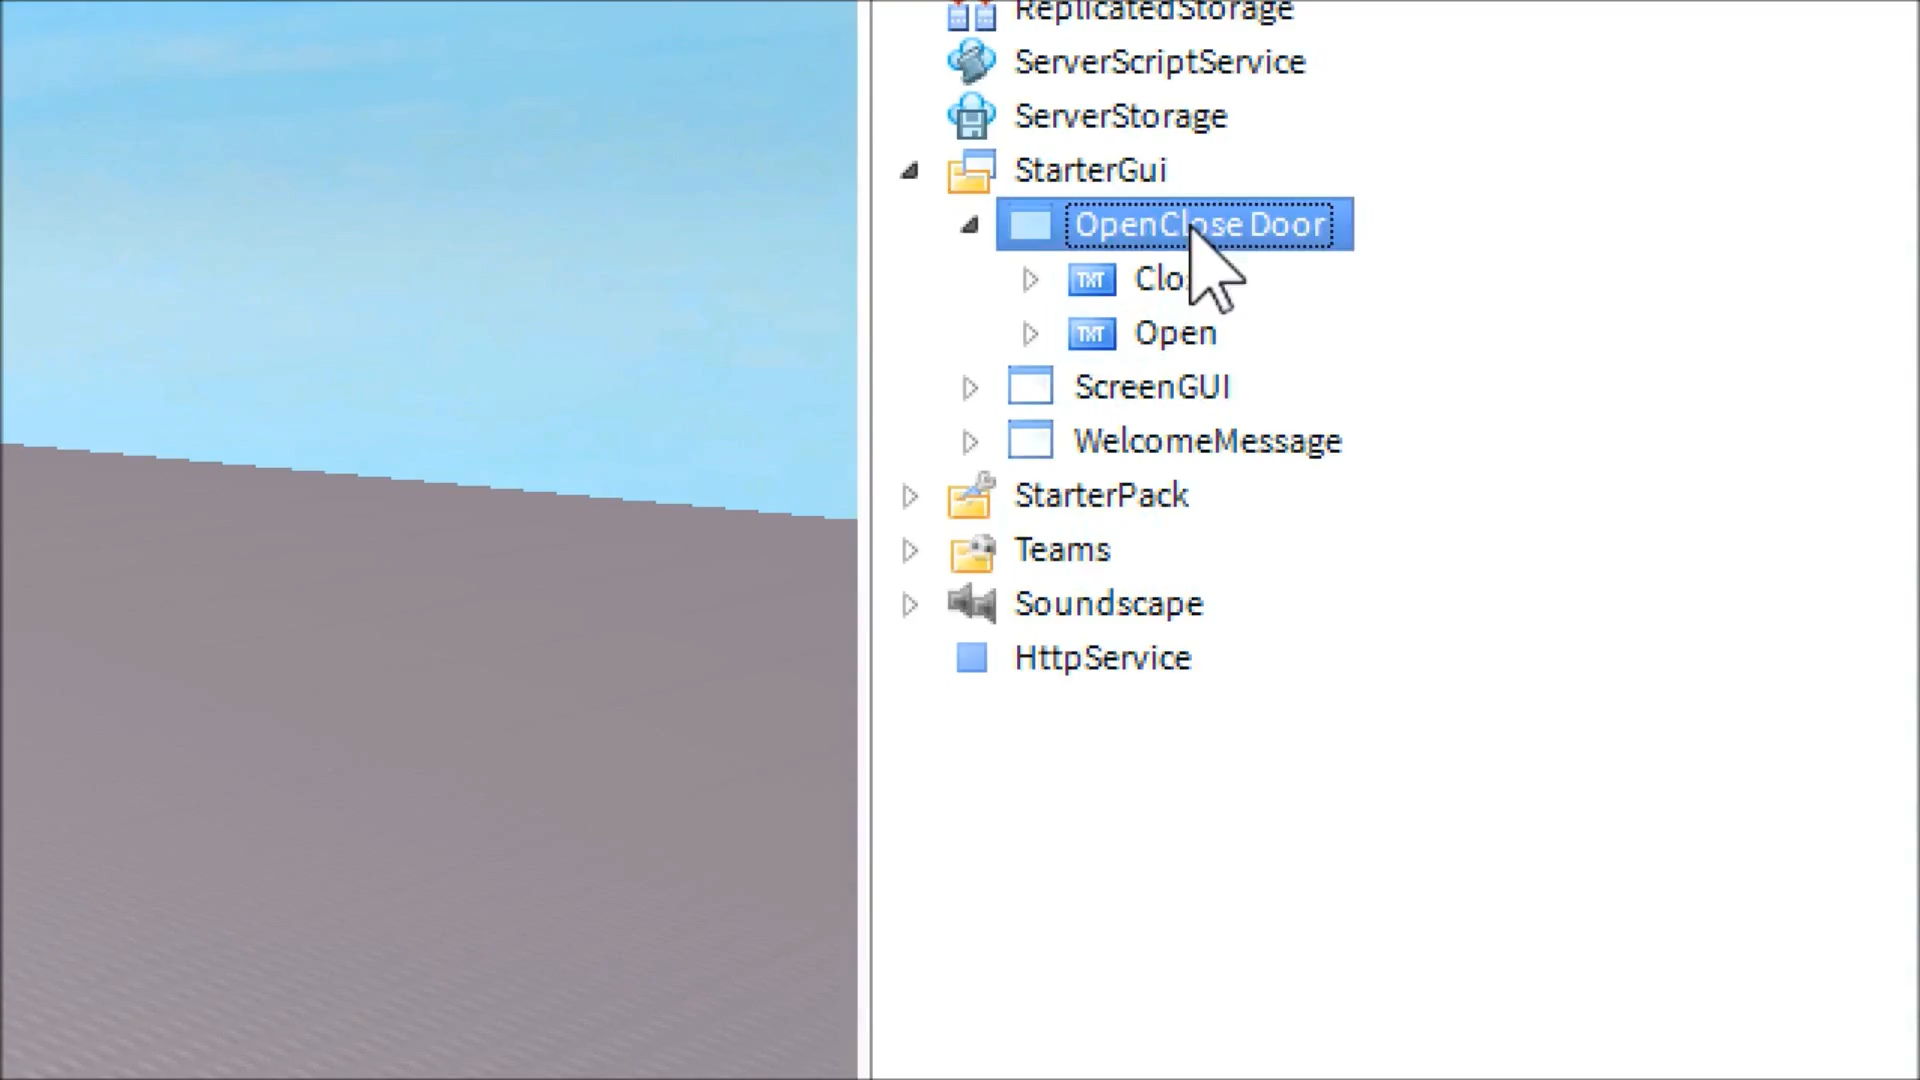 ReplicatedStorage
ServerScriptService
ServerStorage
StarterGui
OpenClose Door
TXT Clo
TXT Open
ScreenGUI
WelcomeMessage
StarterPack
Teams
Soundscape
HttpService